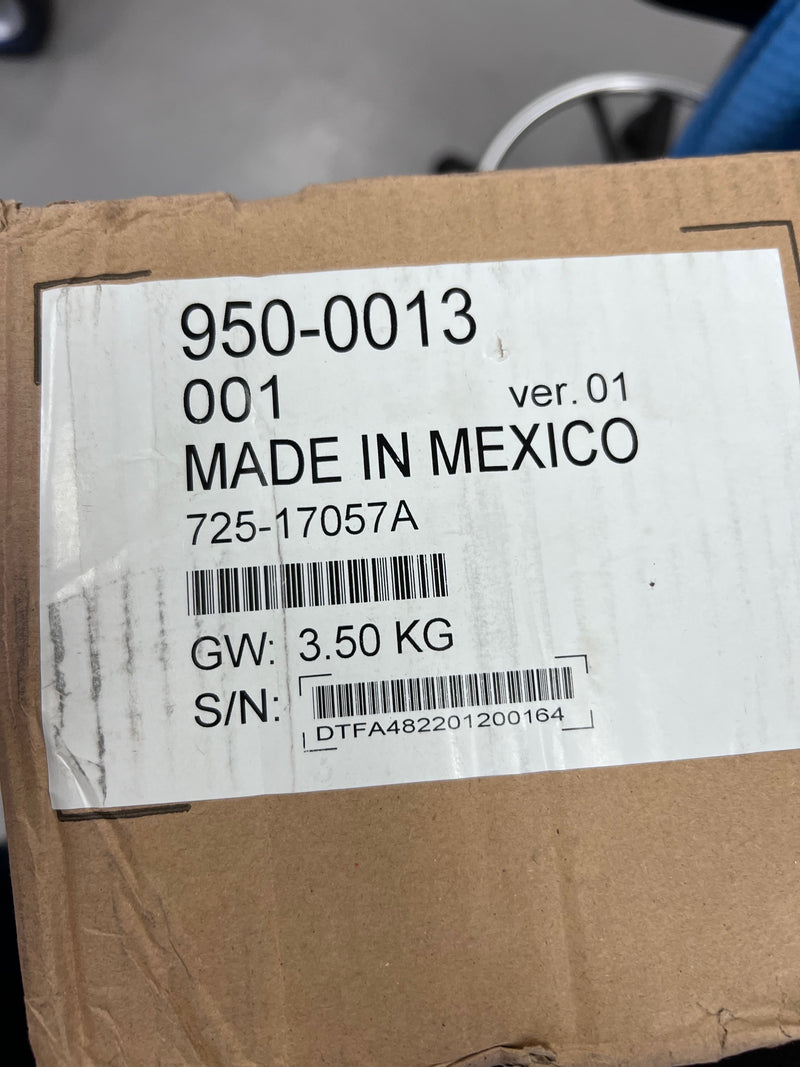 950-0013
001 ver. 01
MADE IN MEXICO
725-17057A
GW: 3.50 KG
S/N:
DTFA482201200164